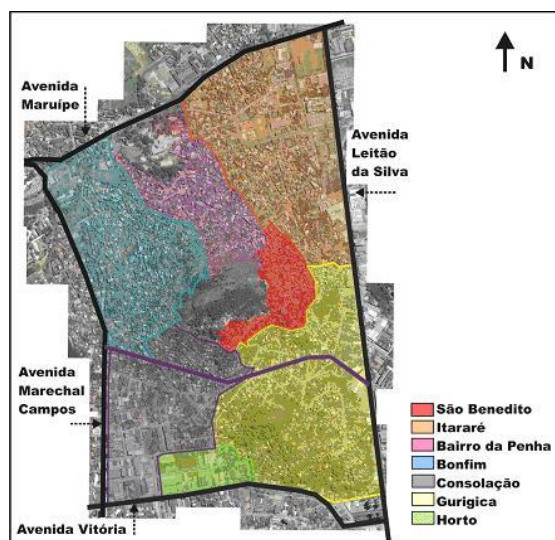 Avenida
Maruípe
N
Avenida
Leitão
da Silva
Avenida
Marechal
Campos
Avenida Vitória
São Benedito
Itararé
Bairro da Penha
Bonfim
Consolação
Gurigica
Horto